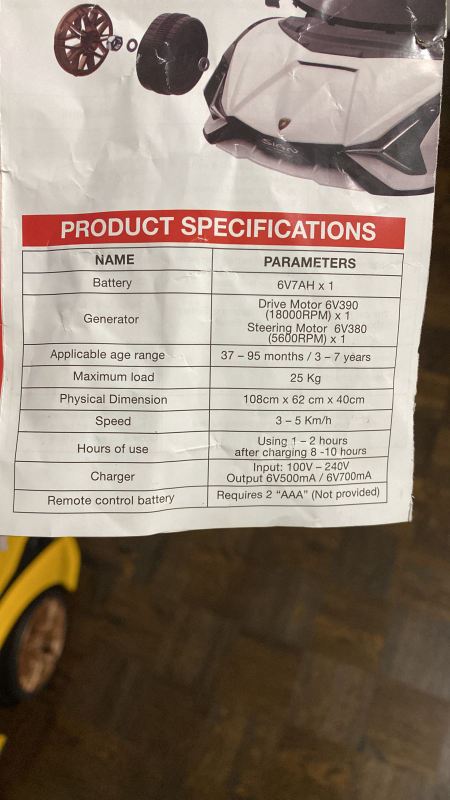 SIAN
PRODUCT SPECIFICATIONS
NAME PARAMETERS
Battery 6V7AH x 1
Generator Drive Motor 6V390
(18000RPM) x 1
Steering Motor 6V380
(5600RPM) x 1
Applicable age range 37 – 95 months / 3 – 7 years
Maximum load 25 Kg
Physical Dimension 108cm x 62 cm x 40cm
Speed 3 – 5 Km/h
Hours of use Using 1 – 2 hours
after charging 8 -10 hours
Charger Input: 100V – 240V
Output 6V500mA / 6V700mA
Remote control battery Requires 2 “AAA” (Not provided)